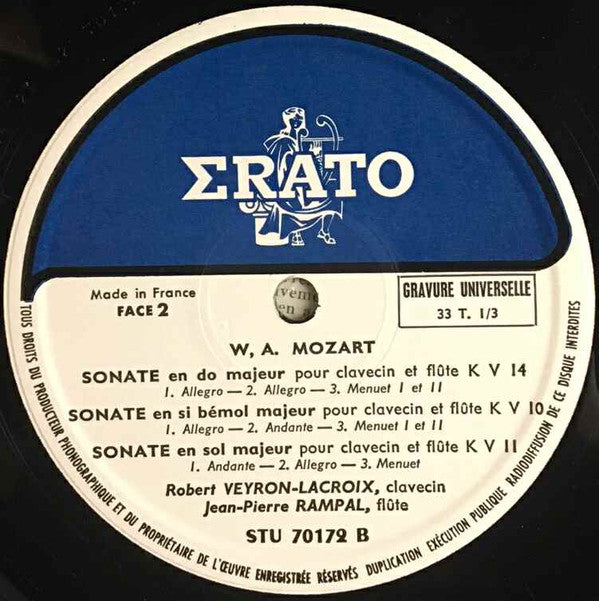 ΣRATO
Made in France
FACE 2
GRAVURE UNIVERSELLE
33 T. 1/3
W, A. MOZART
SONATE en do majeur pour clavecin et flûte K V 14
1. Allegro — 2. Allegro — 3. Menuet I et II
SONATE en si bémol majeur pour clavecin et flûte K V 10
1. Allegro — 2. Andante — 3. Menuet I et II
SONATE en sol majeur pour clavecin et flûte K V 11
1. Andante — 2. Allegro — 3. Menuet
Robert VEYRON-LACROIX, clavecin
Jean-Pierre RAMPAL, flûte
STU 70172 B
TOUS DROITS DU PRODUCTEUR PHONOGRAPHIQUE ET DU PROPRIÉTAIRE DE L'ŒUVRE ENREGISTRÉE RÉSERVÉS DUPLICATION EXÉCUTION PUBLIQUE RADIODIFFUSION DE CE DISQUE INTERDITES